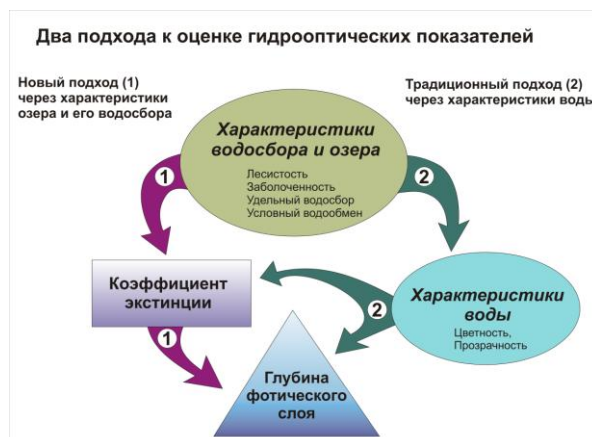 Два подхода к оценке гидрооптических показателей
Новый подход (1)
через характеристики
озера и его водосбора
Традиционный подход (2)
через характеристики воды
Характеристики
водосбора и озера
Лесистость
Заболоченность
Удельный водосбор
Условный водообмен
1
2
Коэффициент
экстинции
Характеристики
воды
Цветность,
Прозрачность
2
1
Глубина
фотического
слоя